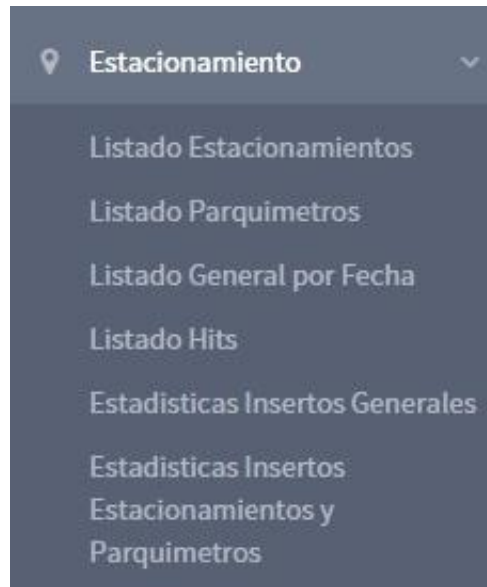 Estacionamiento
Listado Estacionamientos
Listado Parquimetros
Listado General por Fecha
Listado Hits
Estadisticas Insertos Generales
Estadisticas Insertos
Estacionamientos y
Parquimetros